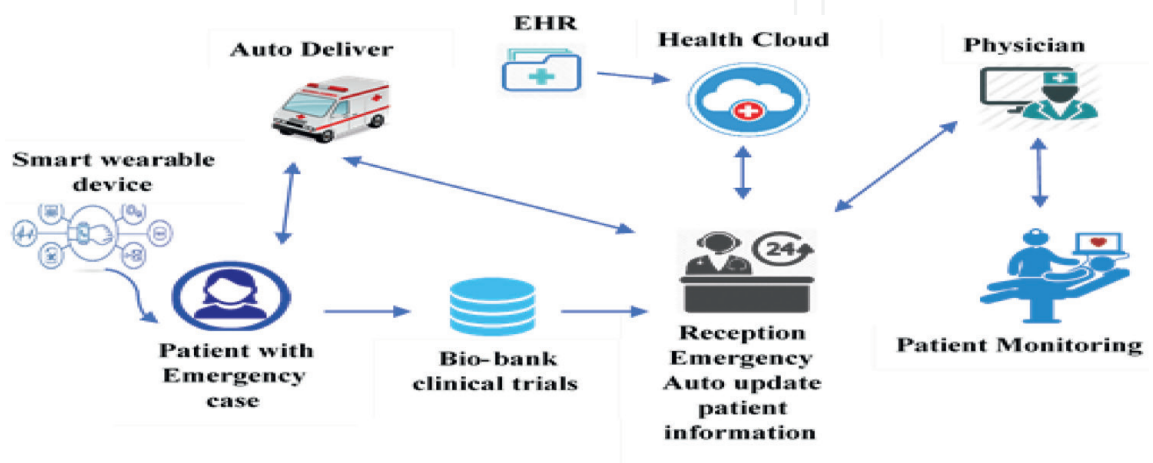 EHR
Auto Deliver
Health Cloud
Physician
Smart wearable
device
24
Patient with
Emergency
case
Bio-bank
clinical trials
Reception
Emergency
Auto update
patient
information
Patient Monitoring